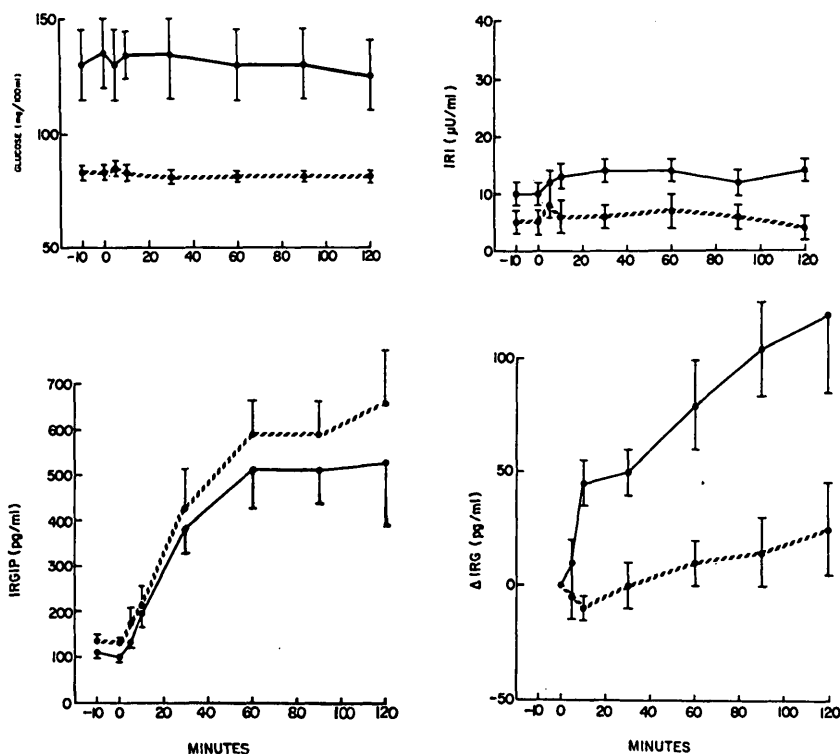 GLUCOSE (mg/100ml)
150
100
50
-10 0 20 40 60 80 100 120
IRI (μU/ml)
40
30
20
10
0
-10 0 20 40 60 80 100 120
IRGIP (pg/ml)
700
600
500
400
300
200
100
0
-10 0 20 40 60 80 100 120
MINUTES
Δ IRG (pg/ml)
100
50
0
-50
-10 0 20 40 60 80 100 120
MINUTES